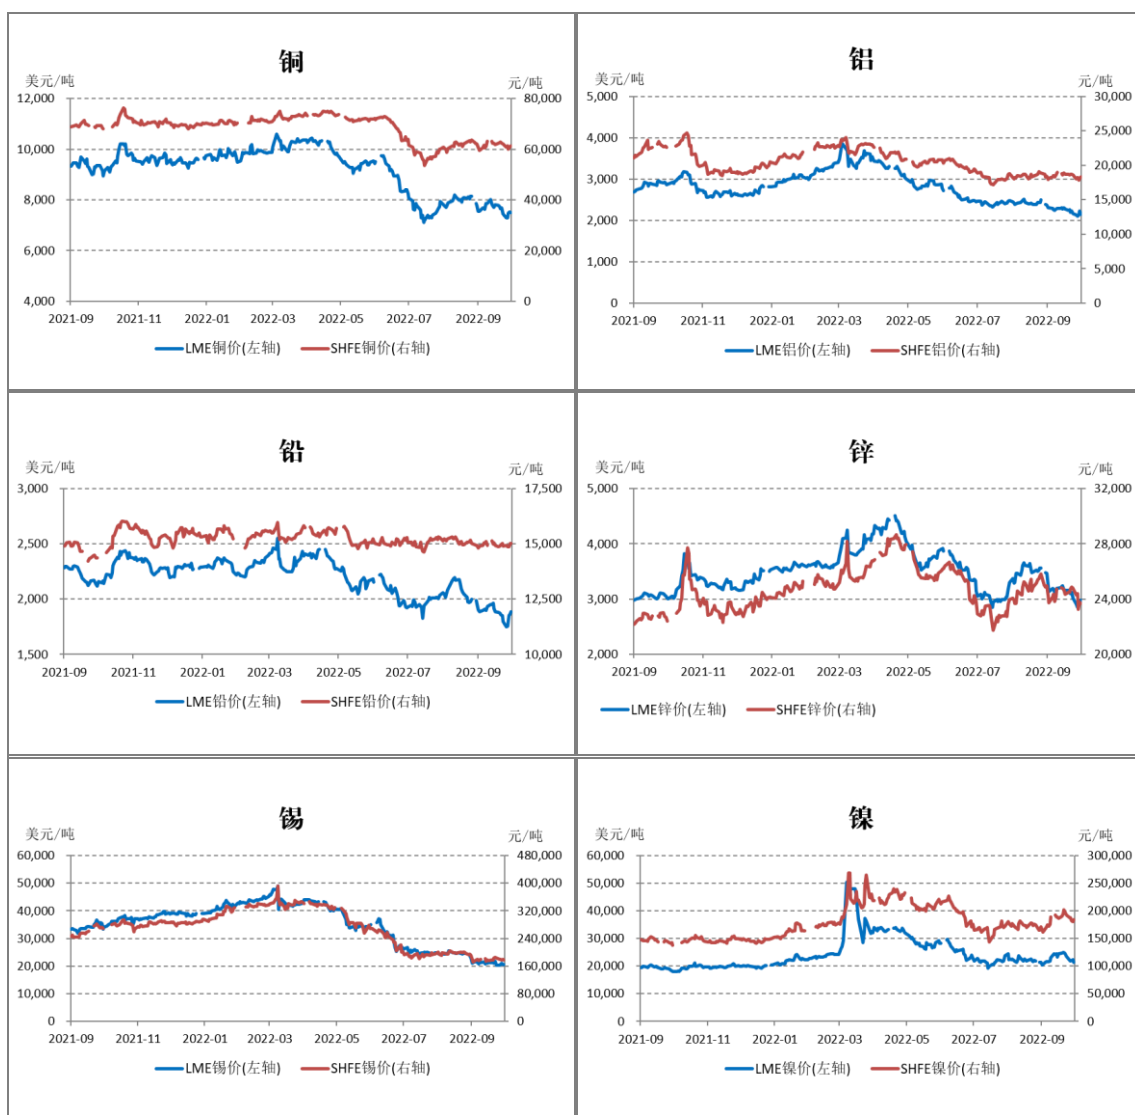 铜
美元/吨 元/吨
12,000 80,000
10,000 60,000
8,000 40,000
6,000 20,000
4,000 0
2021-09 2021-11 2022-01 2022-03 2022-05 2022-07 2022-09
LME铜价(左轴) SHFE铜价(右轴)
铝
美元/吨 元/吨
5,000 30,000
4,000 25,000
3,000 20,000
2,000 15,000
1,000 10,000
0 5,000
0
2021-09 2021-11 2022-01 2022-03 2022-05 2022-07 2022-09
LME铝价(左轴) SHFE铝价(右轴)
铅
美元/吨 元/吨
3,000 17,500
2,500 15,000
2,000 12,500
1,500 10,000
2021-09 2021-11 2022-01 2022-03 2022-05 2022-07 2022-09
LME铅价(左轴) SHFE铅价(右轴)
锌
美元/吨 元/吨
5,000 32,000
4,000 28,000
3,000 24,000
2,000 20,000
2021-09 2021-11 2022-01 2022-03 2022-05 2022-07 2022-09
LME锌价(左轴) SHFE锌价(右轴)
锡
美元/吨 元/吨
60,000 480,000
50,000 400,000
40,000 320,000
30,000 240,000
20,000 160,000
10,000 80,000
0 0
2021-09 2021-11 2022-01 2022-03 2022-05 2022-07 2022-09
LME锡价(左轴) SHFE锡价(右轴)
镍
美元/吨 元/吨
60,000 300,000
50,000 250,000
40,000 200,000
30,000 150,000
20,000 100,000
10,000 50,000
0 0
2021-09 2021-11 2022-01 2022-03 2022-05 2022-07 2022-09
LME镍价(左轴) SHFE镍价(右轴)